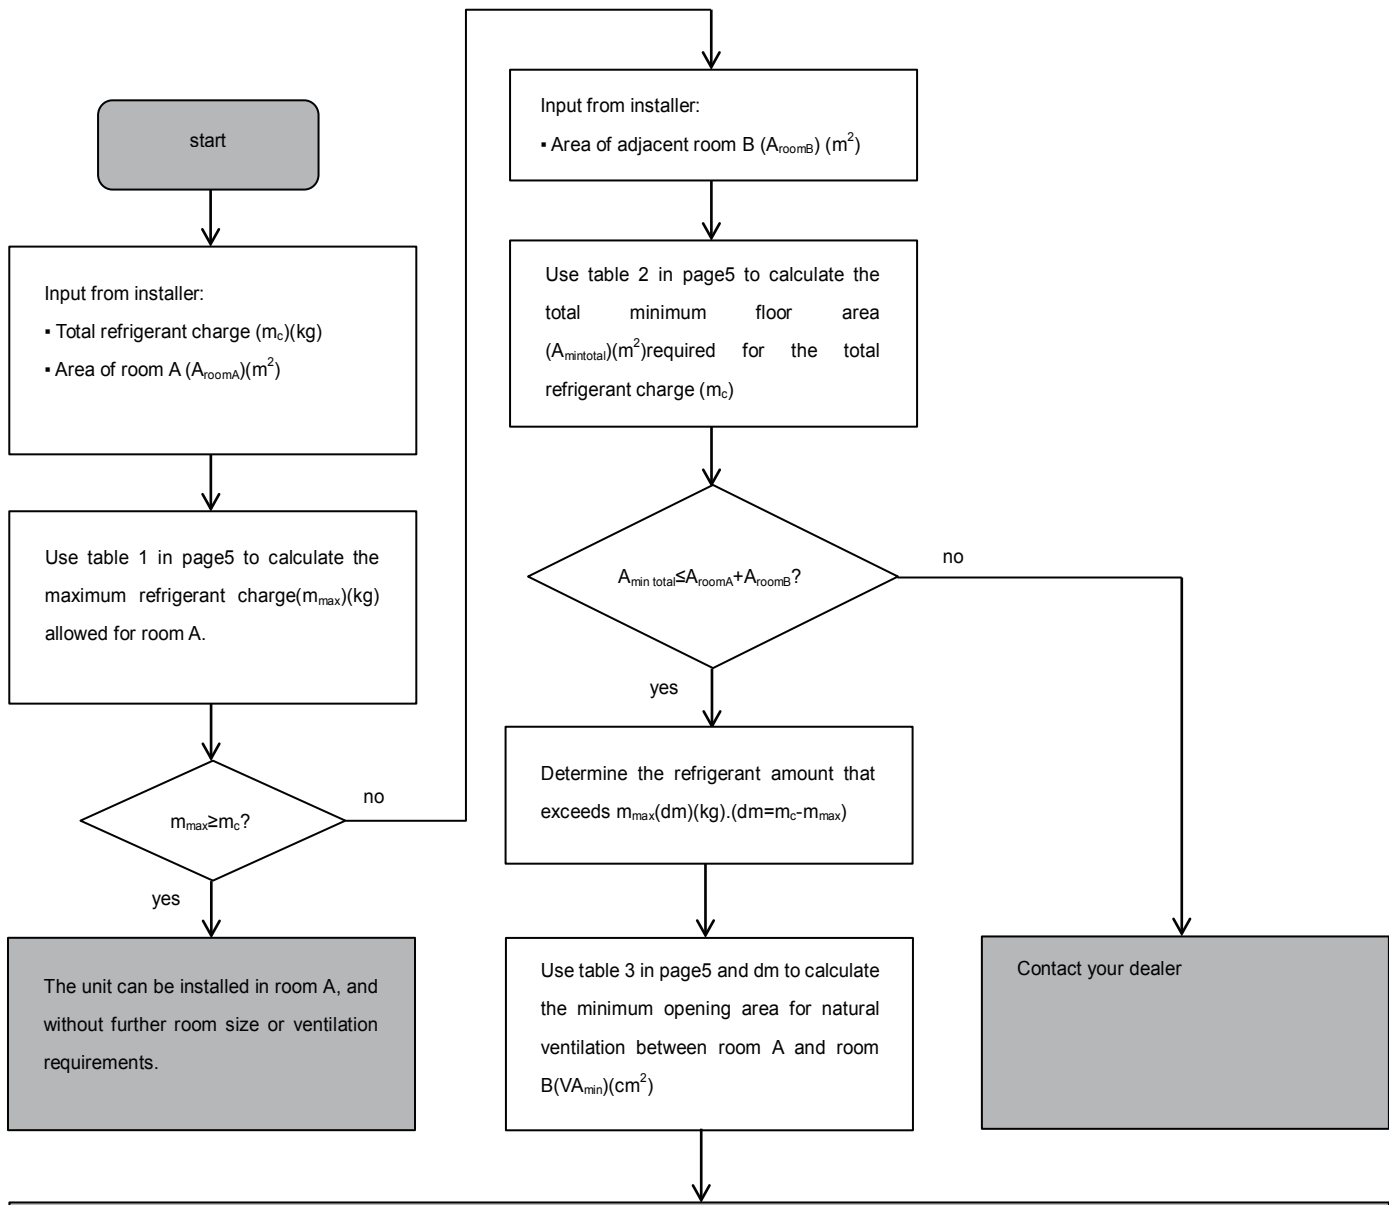 start
Input from installer:
▪ Total refrigerant charge (mc)(kg)
▪ Area of room A (AroomA)(m²)
Use table 1 in page5 to calculate the
maximum refrigerant charge(mmax)(kg)
allowed for room A.
mmax≥mc?
no
yes
The unit can be installed in room A, and
without further room size or ventilation
requirements.
Input from installer:
▪ Area of adjacent room B (AroomB) (m²)
Use table 2 in page5 to calculate the
total minimum floor area
(Amintotal)(m²)required for the total
refrigerant charge (mc)
Amin total≤AroomA+AroomB?
no
yes
Determine the refrigerant amount that
exceeds mmax(dm)(kg).(dm=mc-mmax)
Use table 3 in page5 and dm to calculate
the minimum opening area for natural
ventilation between room A and room
B(VAmin)(cm²)
Contact your dealer